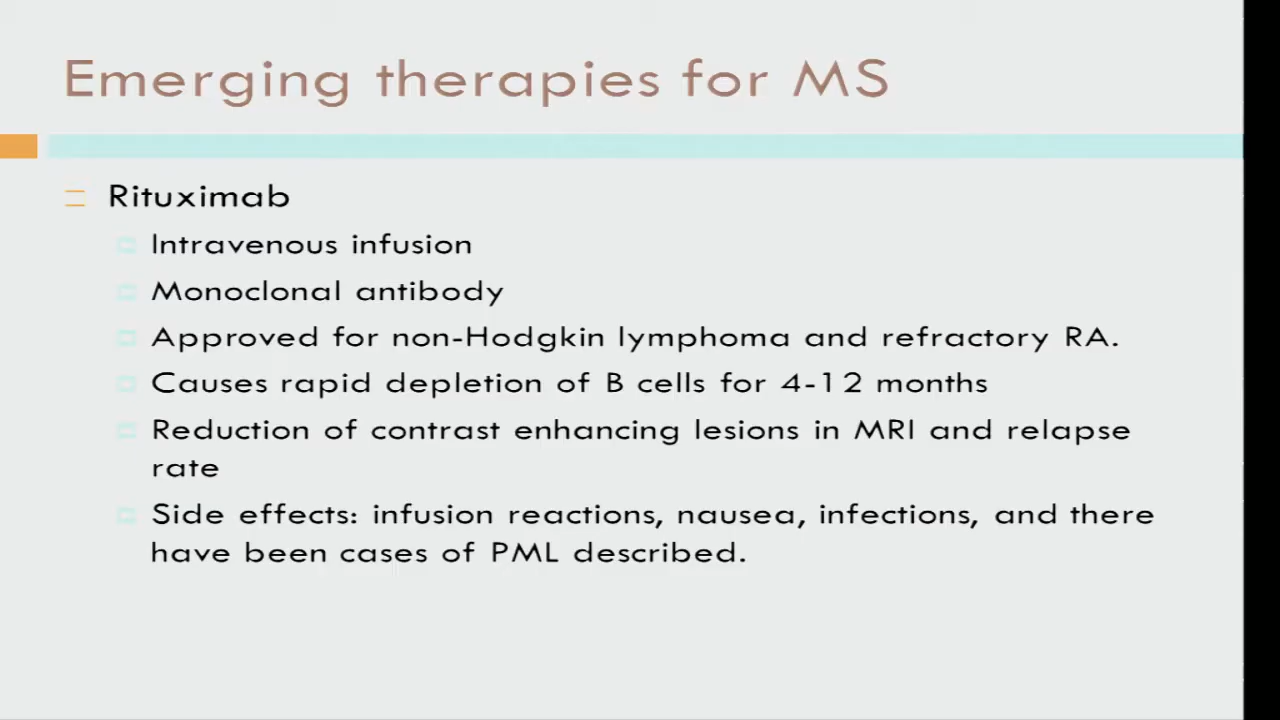 Emerging therapies for MS
Rituximab
Intravenous infusion
Monoclonal antibody
Approved for non-Hodgkin lymphoma and refractory RA.
Causes rapid depletion of B cells for 4-12 months
Reduction of contrast enhancing lesions in MRI and relapse
rate
Side effects: infusion reactions, nausea, infections, and there
have been cases of PML described.